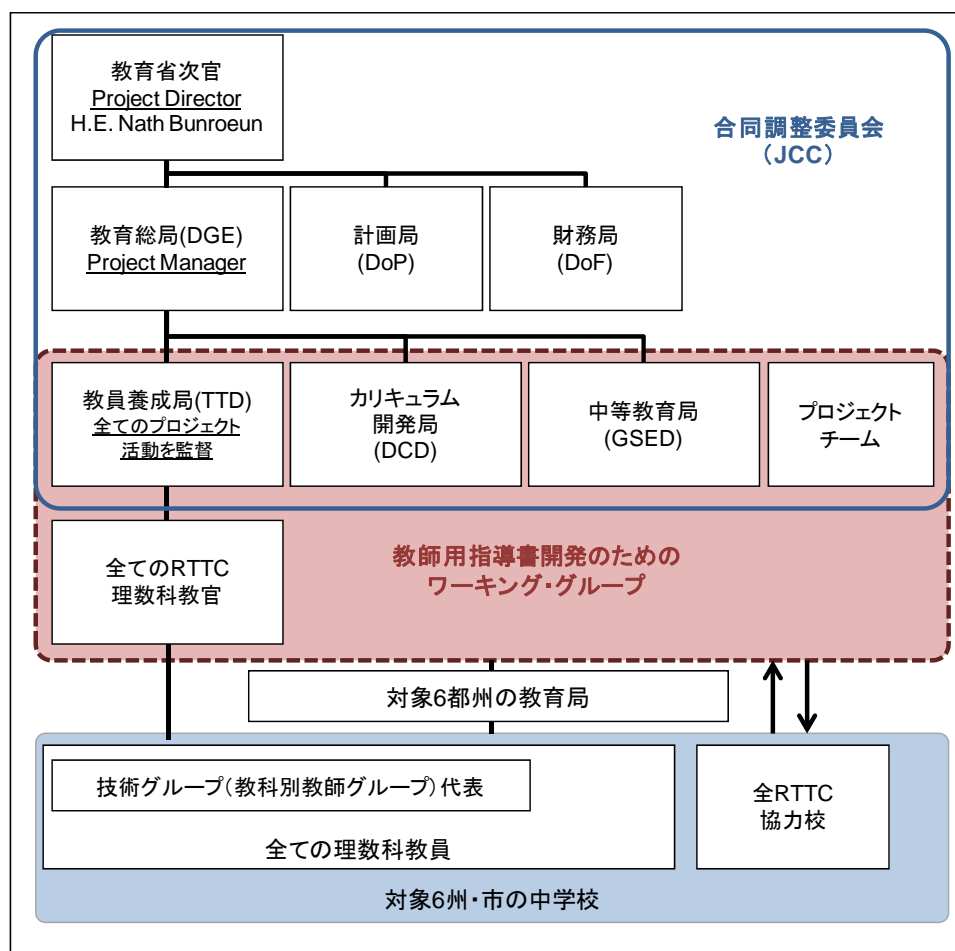 教育省次官
Project Director
H.E. Nath Bunroeun
合同調整委員会
（JCC）
教育総局(DGE)
Project Manager
計画局
(DoP)
財務局
(DoF)
教員養成局(TTD)
全てのプロジェクト
活動を監督
カリキュラム
開発局
(DCD)
中等教育局
(GSED)
プロジェクト
チーム
全てのRTTC
理数科教官
教師用指導書開発のための
ワーキング・グループ
対象6都州の教育局
技術グループ（教科別教師グループ）代表
全ての理数科教員
全RTTC
協力校
対象6州・市の中学校